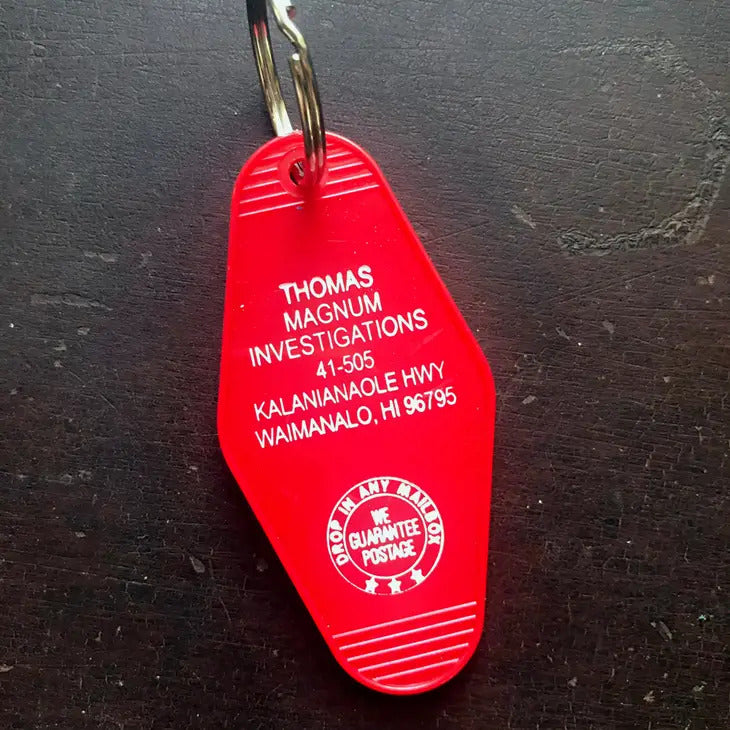 THOMAS
MAGNUM
INVESTIGATIONS
41-505
KALANIANAOLE HWY
WAIMANALO, HI 96795
DROP IN ANY MAILBOX
WE
GUARANTEE
POSTAGE